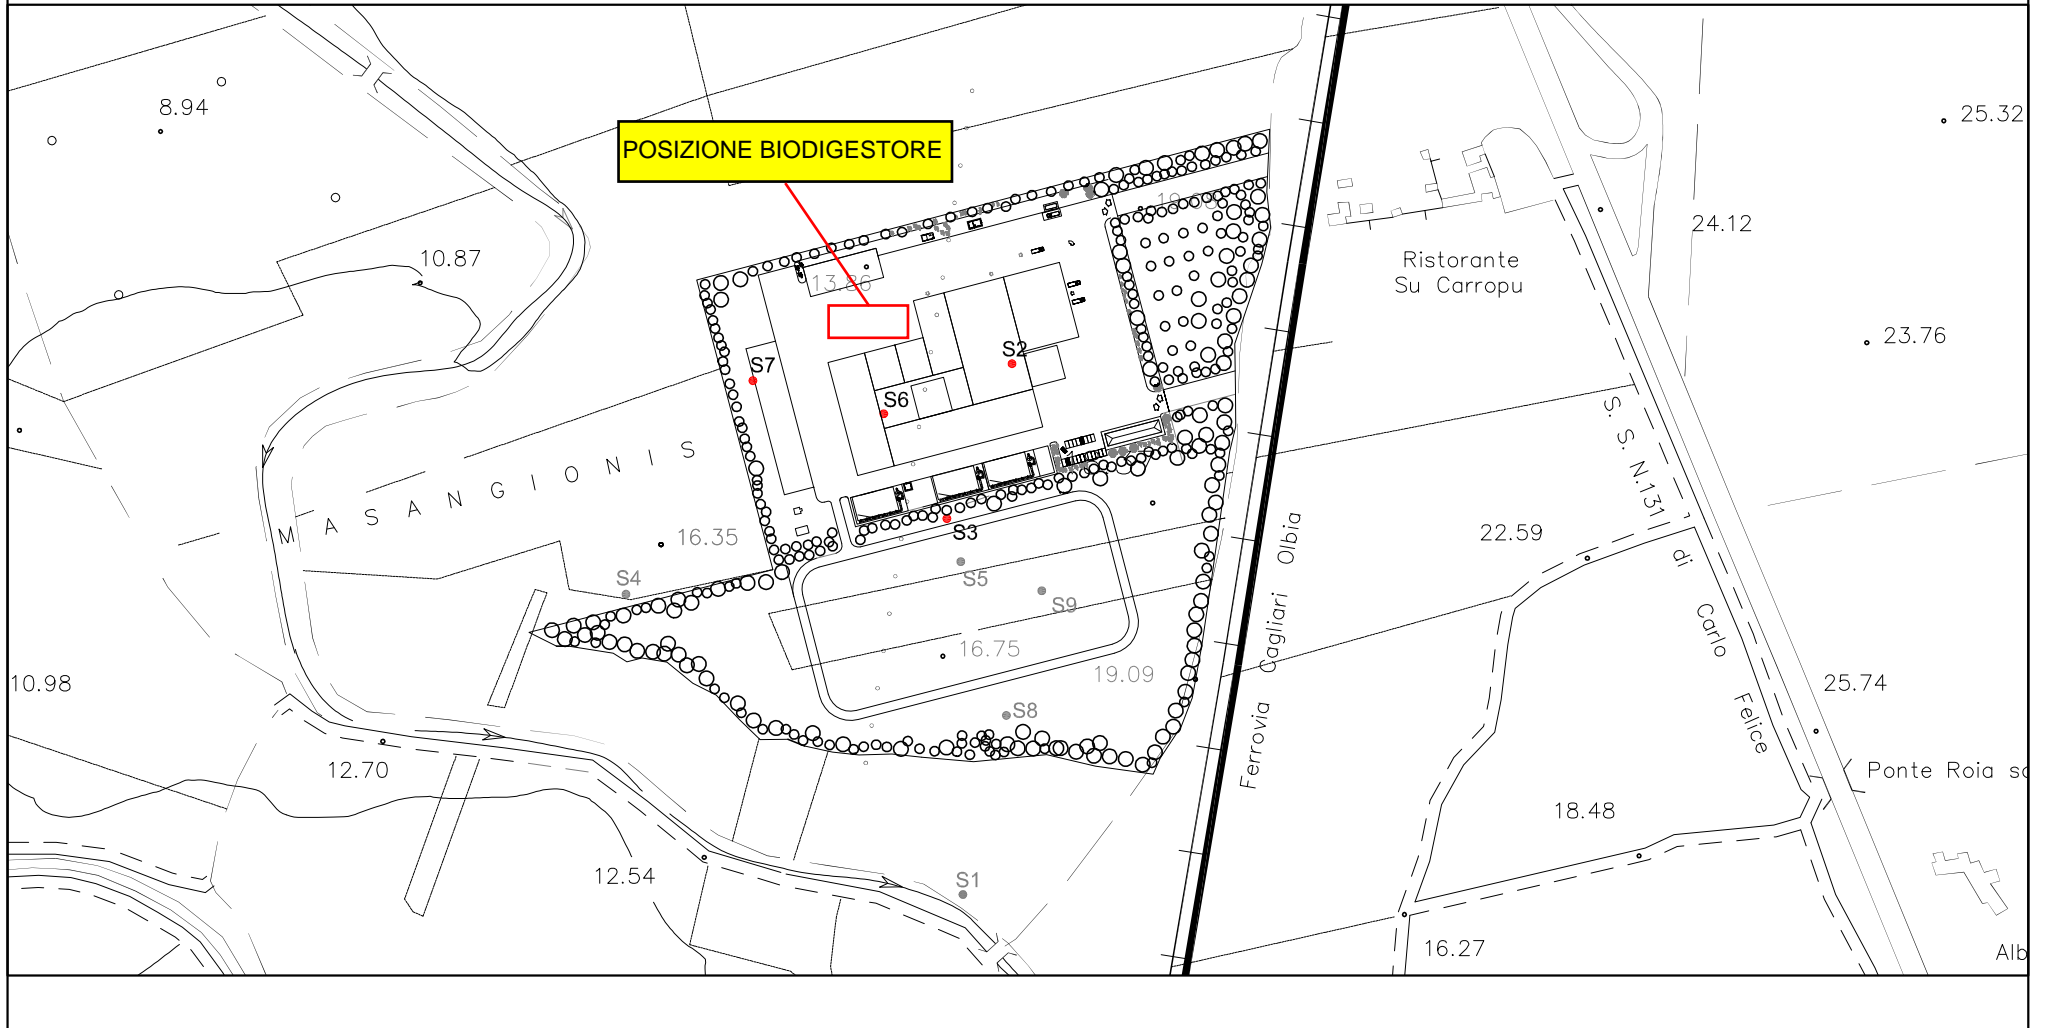 8.94
25.32
POSIZIONE BIODIGESTORE
24.12
10.87
Ristorante
Su Carropu
13.86
23.76
S2
S7
S6
MASANGIONIS
S. S. N.131
di
Carlo
Felice
22.59
16.35
S3
S5
S4
S9
Ferrovia Cagliari Olbia
16.75
19.09
10.98
25.74
S8
12.70
Ponte Roia
18.48
12.54
S1
16.27
Alb